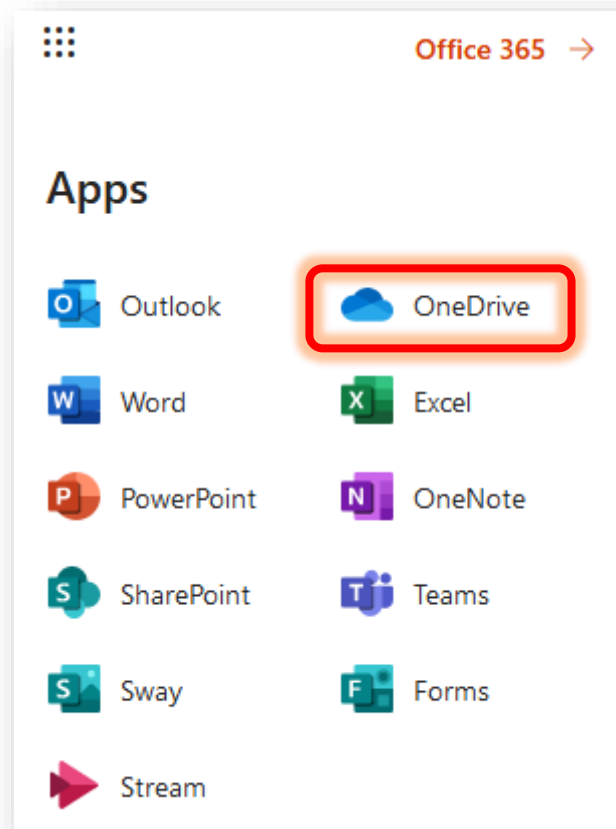 Office 365 →
Apps
Outlook OneDrive
Word Excel
PowerPoint OneNote
SharePoint Teams
Sway Forms
Stream